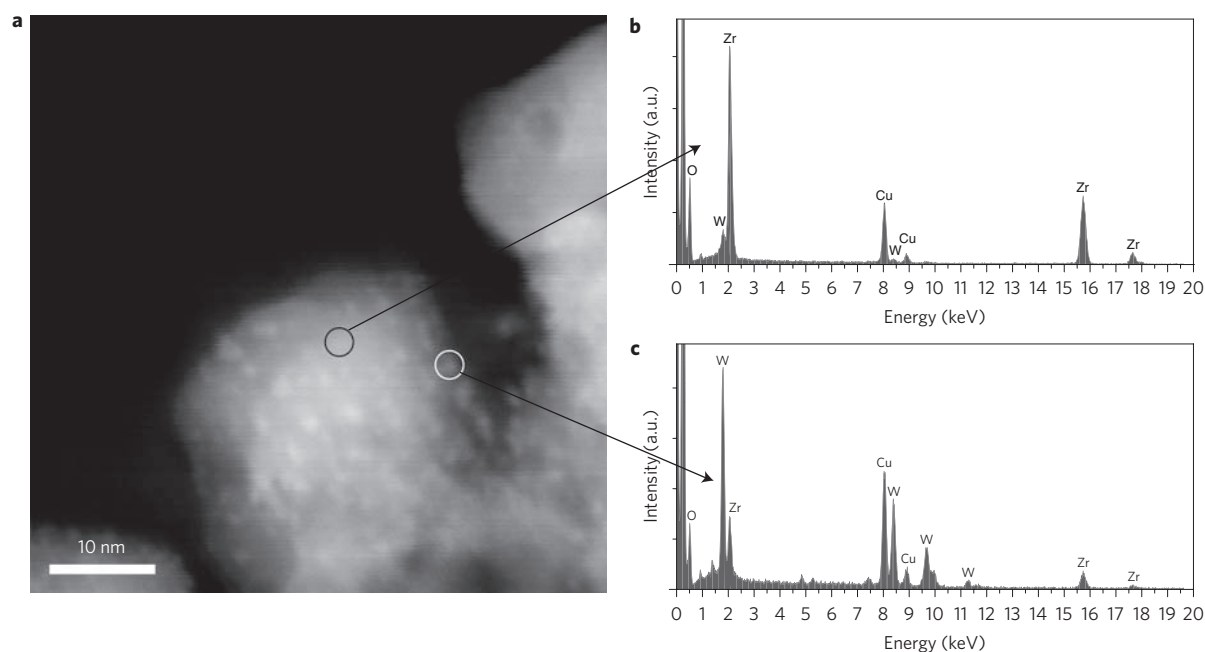 a
10 nm
b
Intensity (a.u.)
O
W
Zr
Cu
W
Cu
Zr
Zr
0 1 2 3 4 5 6 7 8 9 10 11 12 13 14 15 16 17 18 19 20
Energy (keV)
c
Intensity (a.u.)
O
W
Zr
Cu
W
Cu
W
W
Zr
Zr
0 1 2 3 4 5 6 7 8 9 10 11 12 13 14 15 16 17 18 19 20
Energy (keV)